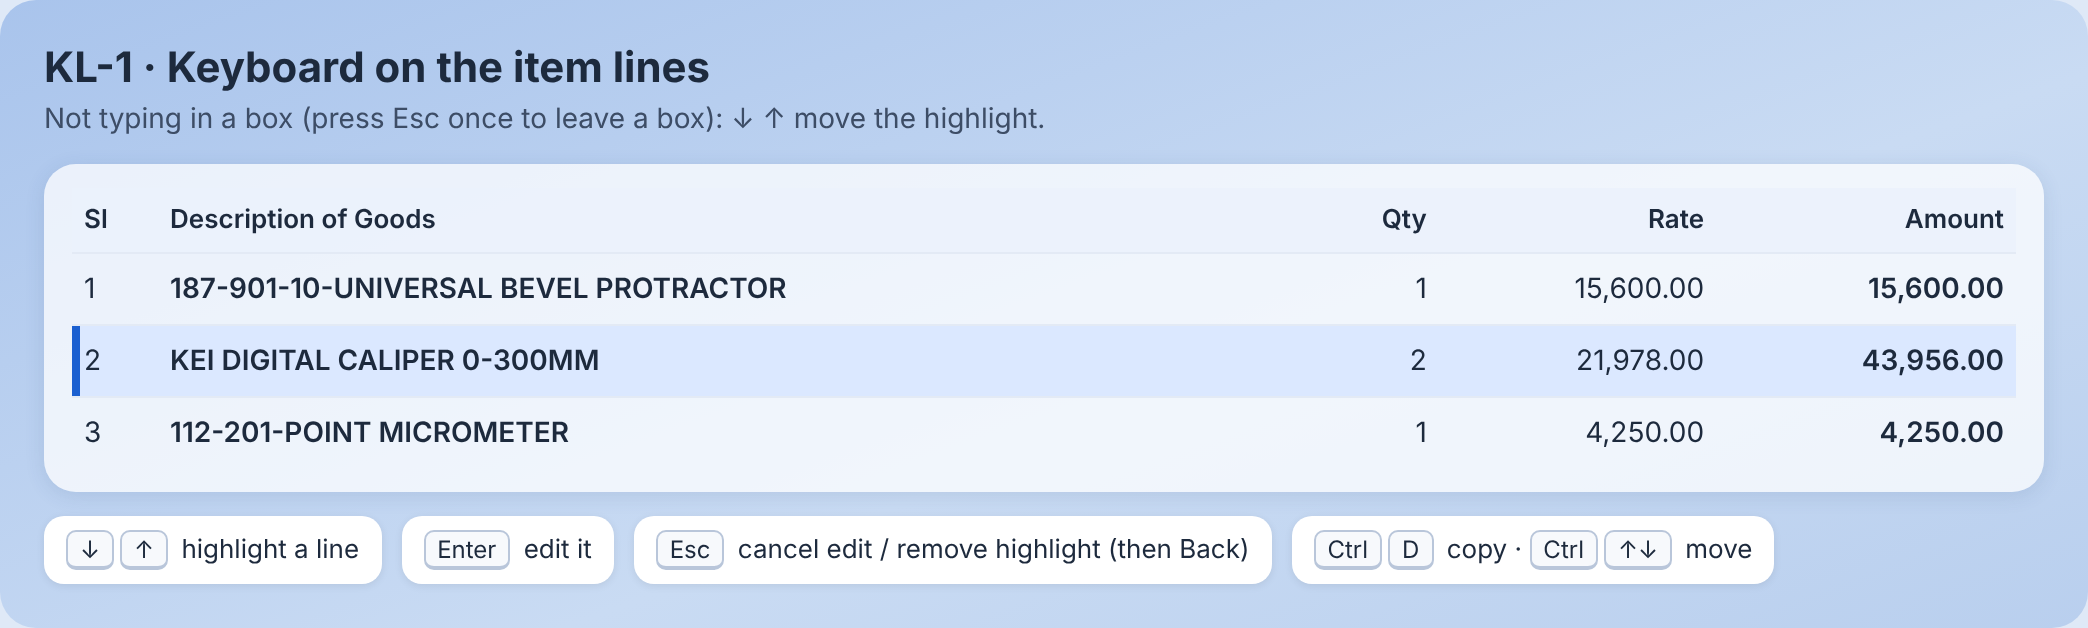 KL-1 · Keyboard on the item lines
Not typing in a box (press Esc once to leave a box): ↓ ↑ move the highlight.
Sl Description of Goods Qty Rate Amount
1 187-901-10-UNIVERSAL BEVEL PROTRACTOR 1 15,600.00 15,600.00
2 KEI DIGITAL CALIPER 0-300MM 2 21,978.00 43,956.00
3 112-201-POINT MICROMETER 1 4,250.00 4,250.00
↓ ↑ highlight a line Enter edit it Esc cancel edit / remove highlight (then Back) Ctrl D copy · Ctrl ↑↓ move